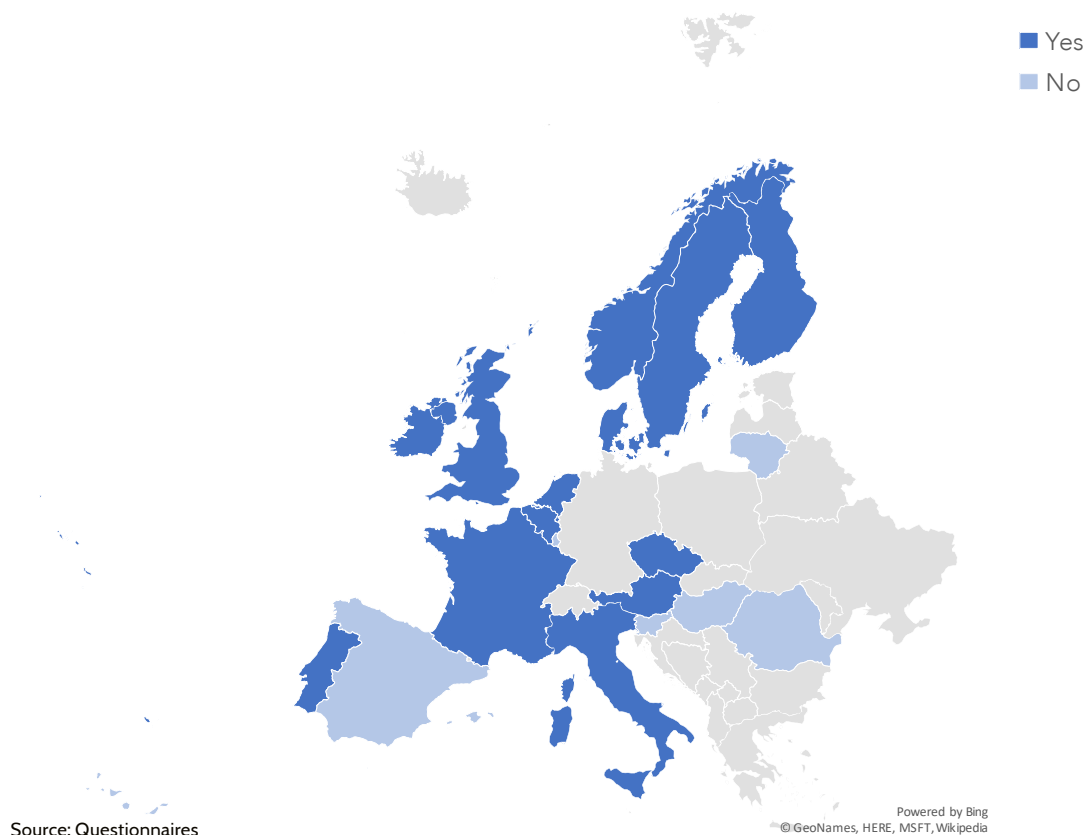 Yes
No
Powered by Bing
© GeoNames, HERE, MSFT, Wikipedia
Source: Questionnaires